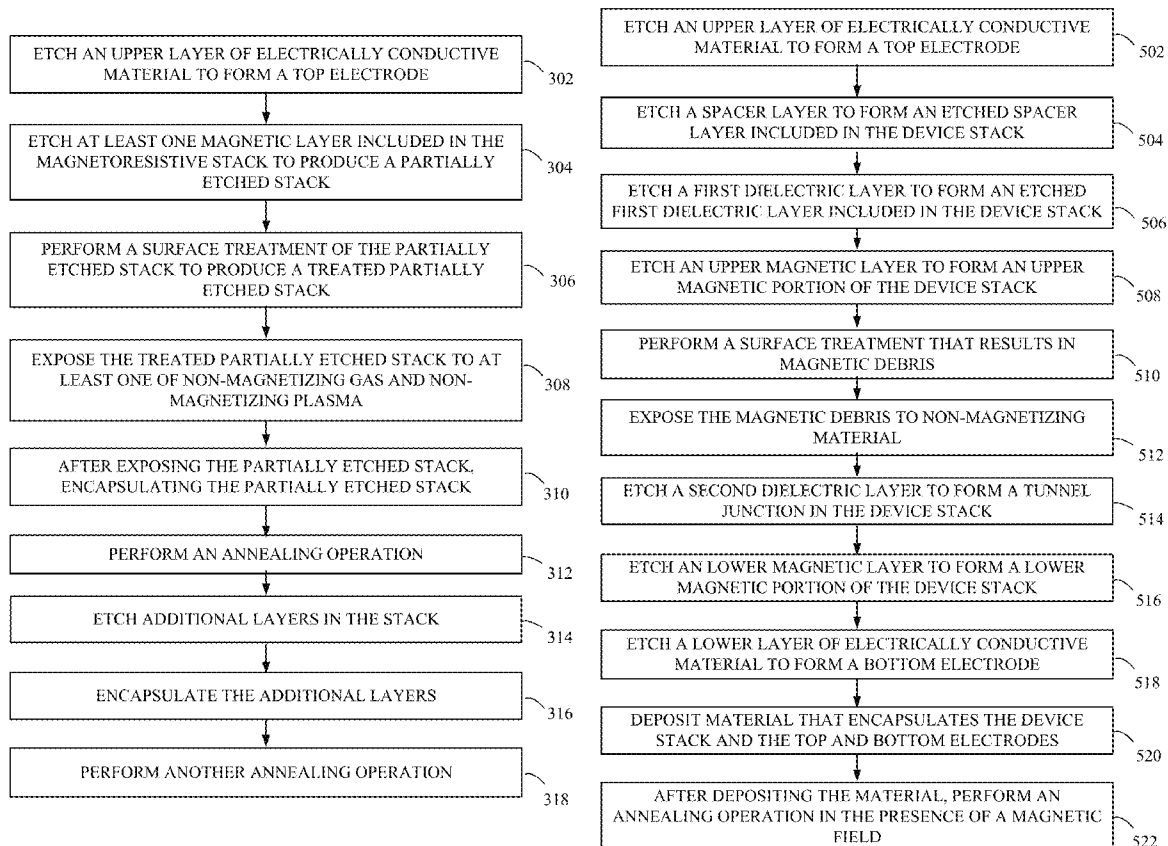 ETCH AN UPPER LAYER OF ELECTRICALLY CONDUCTIVE
MATERIAL TO FORM A TOP ELECTRODE
302
ETCH AT LEAST ONE MAGNETIC LAYER INCLUDED IN THE
MAGNETORESISTIVE STACK TO PRODUCE A PARTIALLY
ETCHED STACK
304
PERFORM A SURFACE TREATMENT OF THE PARTIALLY
ETCHED STACK TO PRODUCE A TREATED PARTIALLY
ETCHED STACK
306
EXPOSE THE TREATED PARTIALLY ETCHED STACK TO AT
LEAST ONE OF NON-MAGNETIZING GAS AND NON-
MAGNETIZING PLASMA
308
AFTER EXPOSING THE PARTIALLY ETCHED STACK,
ENCAPSULATING THE PARTIALLY ETCHED STACK
310
PERFORM AN ANNEALING OPERATION
312
ETCH ADDITIONAL LAYERS IN THE STACK
314
ENCAPSULATE THE ADDITIONAL LAYERS
316
PERFORM ANOTHER ANNEALING OPERATION
318
ETCH AN UPPER LAYER OF ELECTRICALLY CONDUCTIVE
MATERIAL TO FORM A TOP ELECTRODE
502
ETCH A SPACER LAYER TO FORM AN ETCHED SPACER
LAYER INCLUDED IN THE DEVICE STACK
504
ETCH A FIRST DIELECTRIC LAYER TO FORM AN ETCHED
FIRST DIELECTRIC LAYER INCLUDED IN THE DEVICE STACK
506
ETCH AN UPPER MAGNETIC LAYER TO FORM AN UPPER
MAGNETIC PORTION OF THE DEVICE STACK
508
PERFORM A SURFACE TREATMENT THAT RESULTS IN
MAGNETIC DEBRIS
510
EXPOSE THE MAGNETIC DEBRIS TO NON-MAGNETIZING
MATERIAL
512
ETCH A SECOND DIELECTRIC LAYER TO FORM A TUNNEL
JUNCTION IN THE DEVICE STACK
514
ETCH AN LOWER MAGNETIC LAYER TO FORM A LOWER
MAGNETIC PORTION OF THE DEVICE STACK
516
ETCH A LOWER LAYER OF ELECTRICALLY CONDUCTIVE
MATERIAL TO FORM A BOTTOM ELECTRODE
518
DEPOSIT MATERIAL THAT ENCAPSULATES THE DEVICE
STACK AND THE TOP AND BOTTOM ELECTRODES
520
AFTER DEPOSITING THE MATERIAL, PERFORM AN
ANNEALING OPERATION IN THE PRESENCE OF A MAGNETIC
FIELD
522